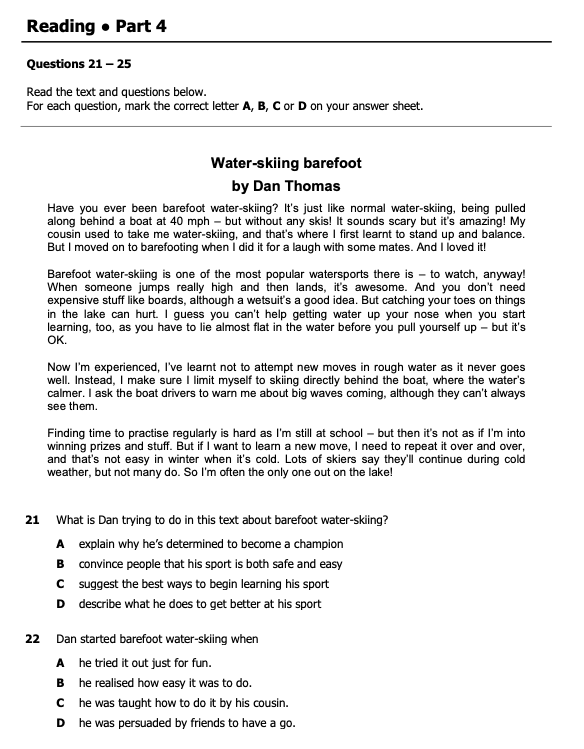 Reading ● Part 4
Questions 21 – 25
Read the text and questions below.
For each question, mark the correct letter A, B, C or D on your answer sheet.
Water-skiing barefoot
by Dan Thomas
Have you ever been barefoot water-skiing? It's just like normal water-skiing, being pulled
along behind a boat at 40 mph – but without any skis! It sounds scary but it's amazing! My
cousin used to take me water-skiing, and that's where I first learnt to stand up and balance.
But I moved on to barefooting when I did it for a laugh with some mates. And I loved it!
Barefoot water-skiing is one of the most popular watersports there is – to watch, anyway!
When someone jumps really high and then lands, it's awesome. And you don't need
expensive stuff like boards, although a wetsuit's a good idea. But catching your toes on things
in the lake can hurt. I guess you can't help getting water up your nose when you start
learning, too, as you have to lie almost flat in the water before you pull yourself up – but it's
OK.
Now I'm experienced, I've learnt not to attempt new moves in rough water as it never goes
well. Instead, I make sure I limit myself to skiing directly behind the boat, where the water's
calmer. I ask the boat drivers to warn me about big waves coming, although they can't always
see them.
Finding time to practise regularly is hard as I'm still at school – but then it's not as if I'm into
winning prizes and stuff. But if I want to learn a new move, I need to repeat it over and over,
and that's not easy in winter when it's cold. Lots of skiers say they'll continue during cold
weather, but not many do. So I'm often the only one out on the lake!
21 What is Dan trying to do in this text about barefoot water-skiing?
A explain why he's determined to become a champion
B convince people that his sport is both safe and easy
C suggest the best ways to begin learning his sport
D describe what he does to get better at his sport
22 Dan started barefoot water-skiing when
A he tried it out just for fun.
B he realised how easy it was to do.
C he was taught how to do it by his cousin.
D he was persuaded by friends to have a go.